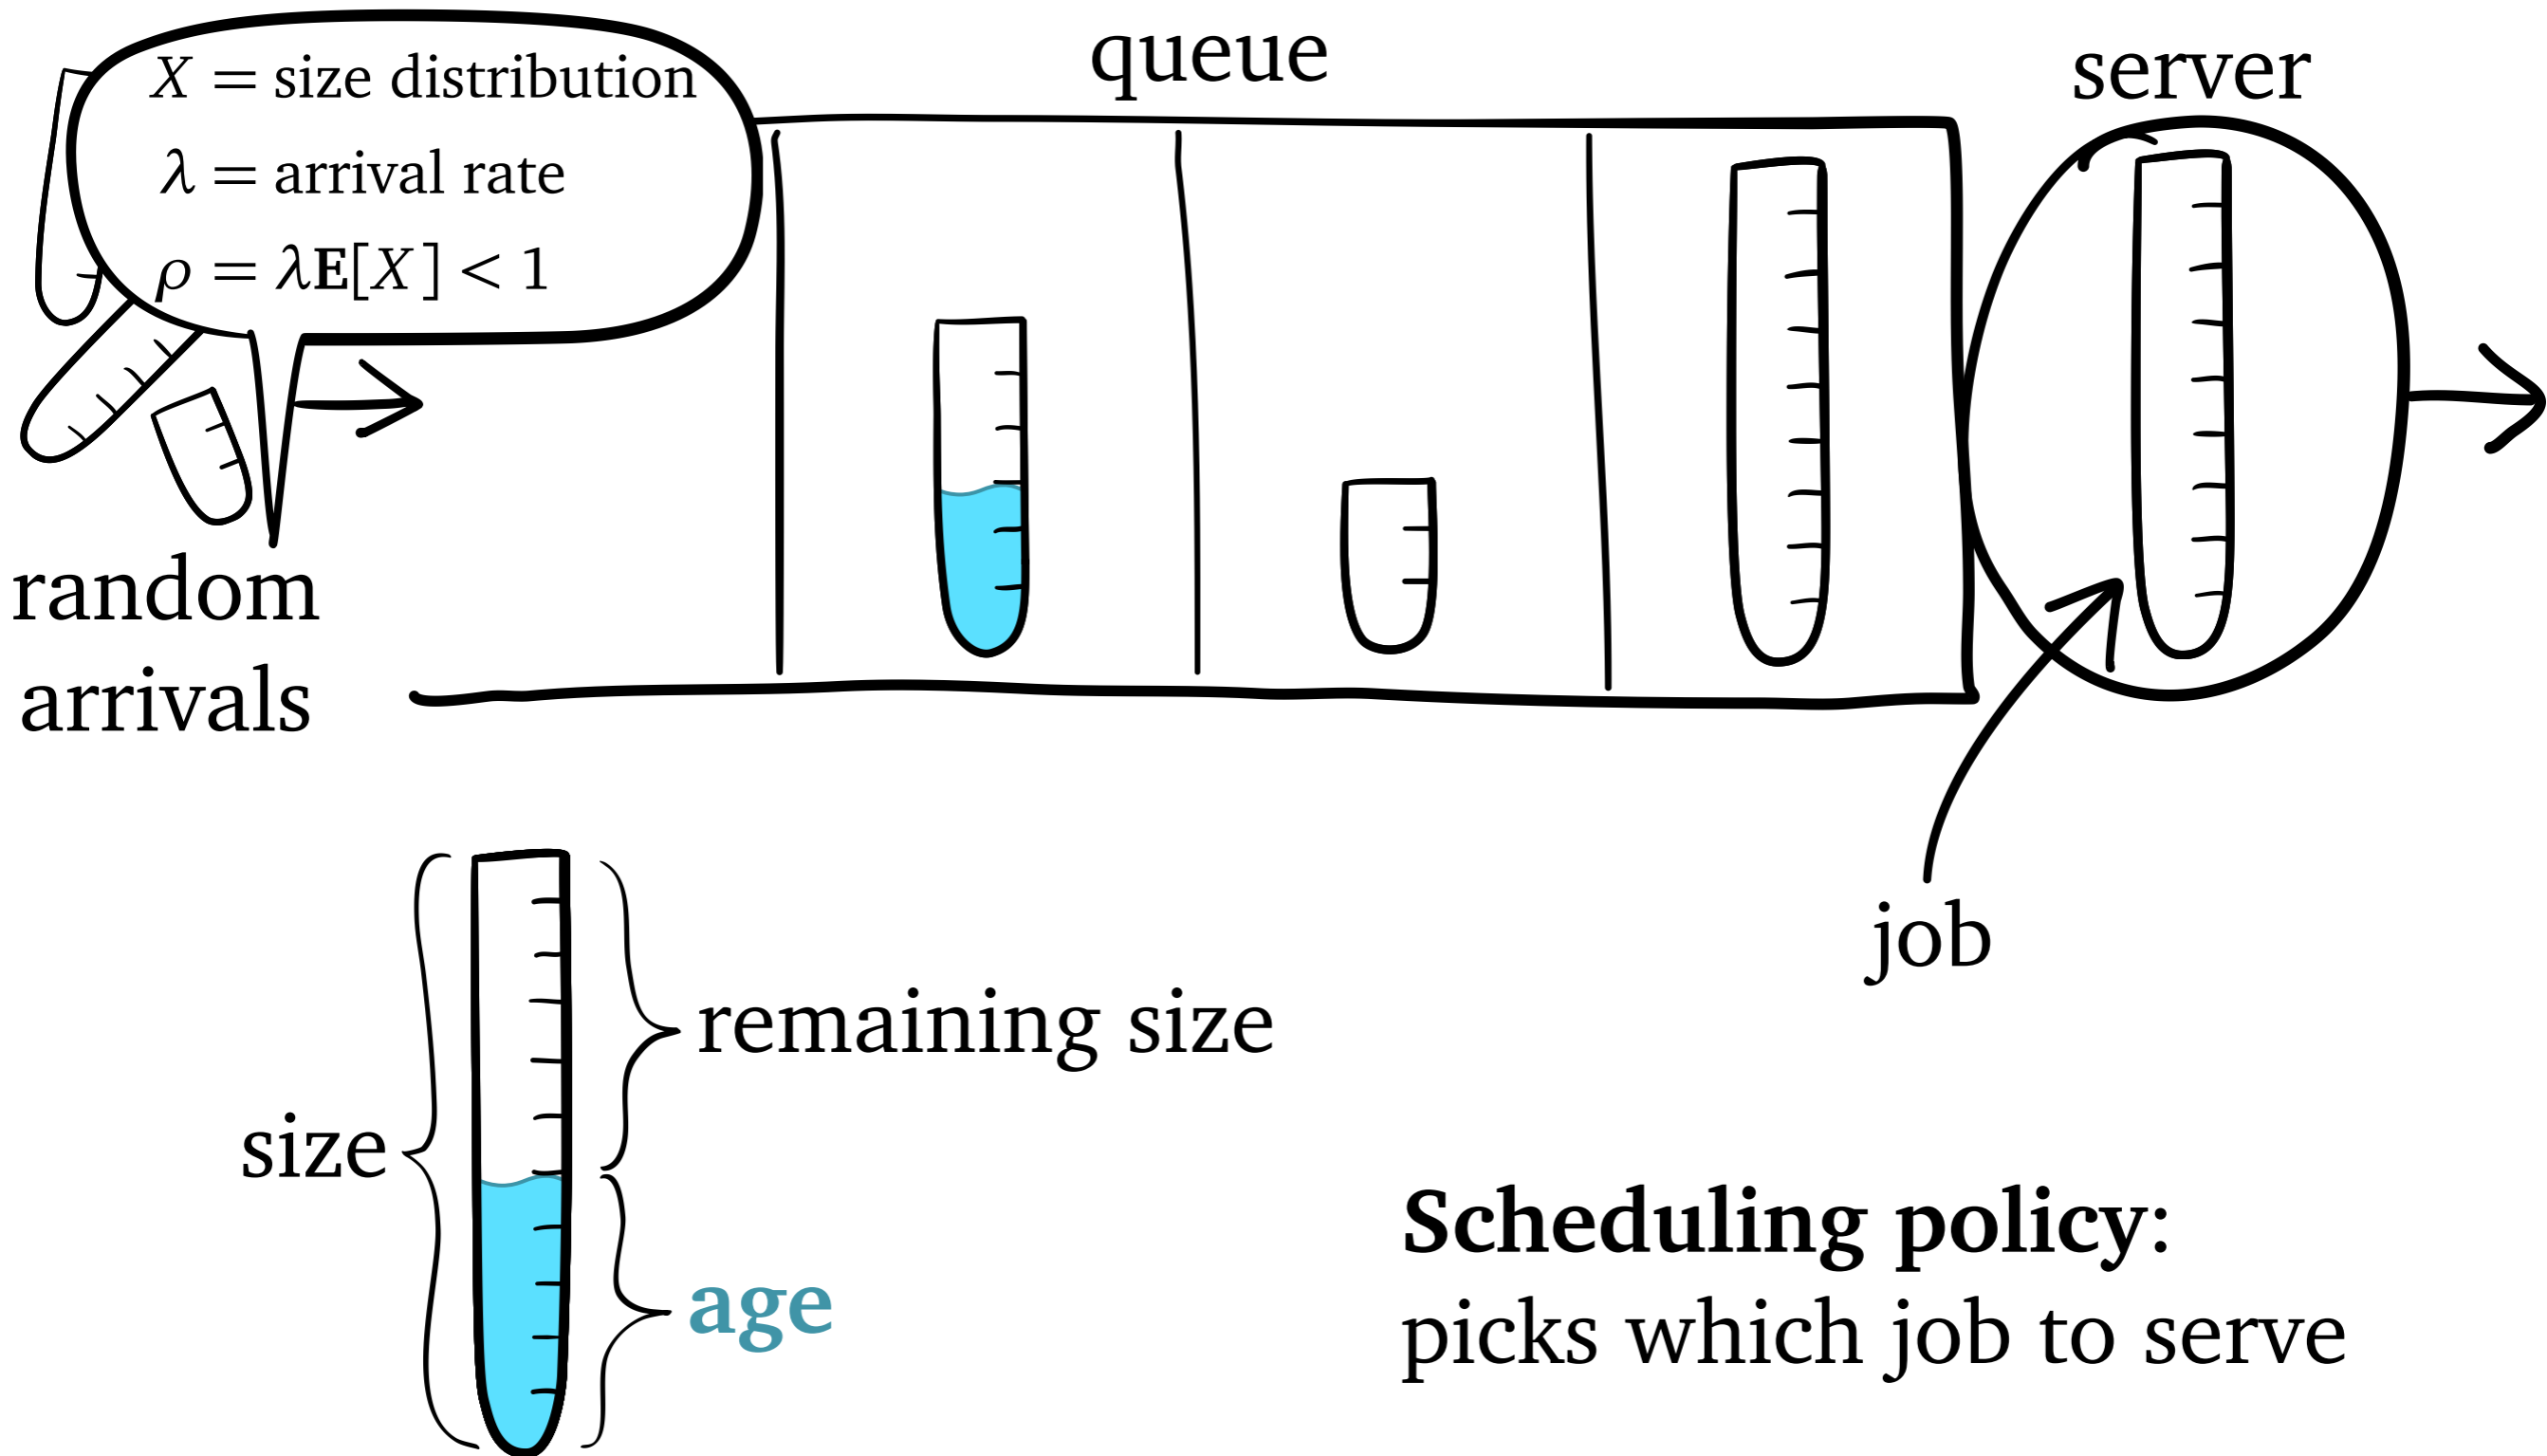 X = size distribution
λ = arrival rate
ρ = λE[X] < 1
queue
server
random
arrivals
job
remaining size
size
age
Scheduling policy:
picks which job to serve